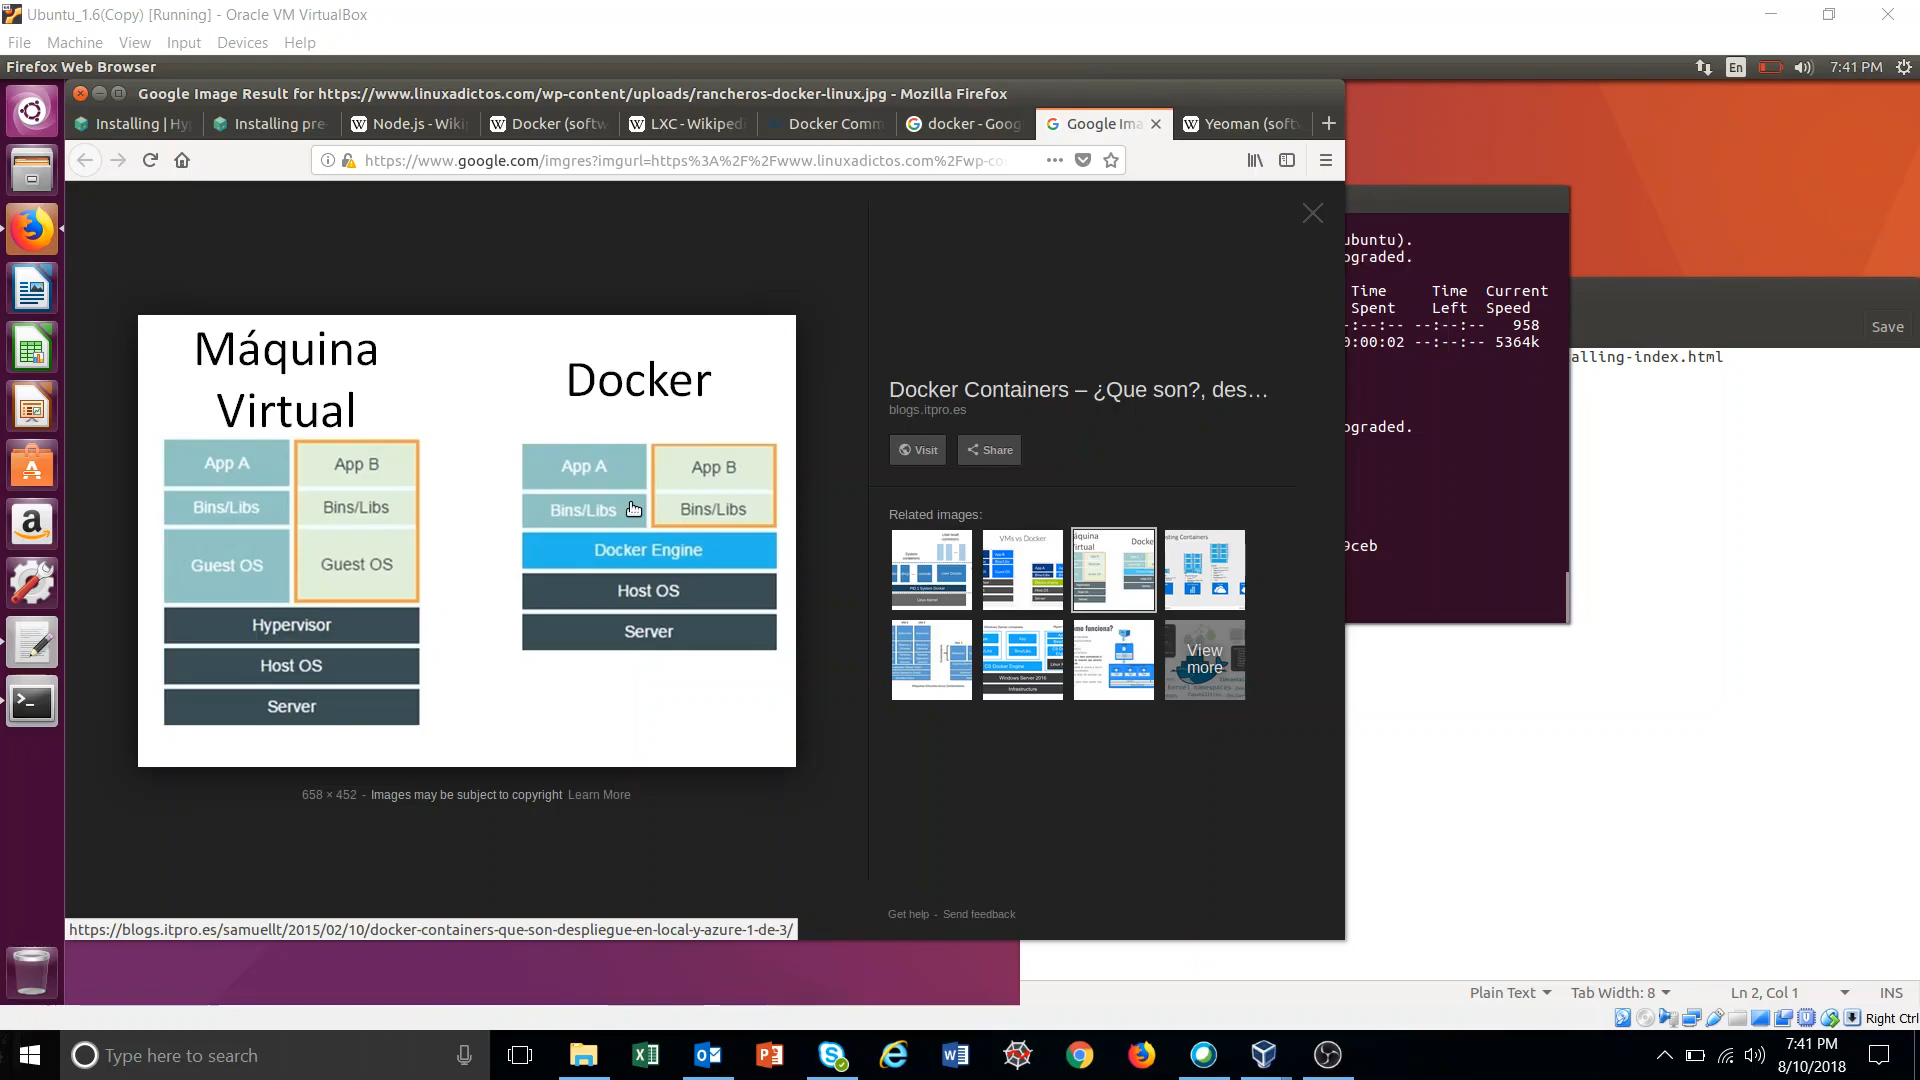 Ubuntu_1.6(Copy) [Running] - Oracle VM VirtualBox
File Machine View Input Devices Help
Firefox Web Browser
En
7:41 PM
Google Image Result for https://www.linuxadictos.com/wp-content/uploads/rancheros-docker-linux.jpg - Mozilla Firefox
Installing | Hy
Installing pre
Node.js - Wiki
Docker (softw
LXC - Wikiped
Docker Comm
docker - Goog
Google Ima
Yeoman (softw
https://www.google.com/imgres?imgurl=https%3A%2F%2Fwww.linuxadictos.com%2Fwp-co
Máquina
Virtual
Docker
App A
App B
Bins/Libs
Bins/Libs
Guest OS
Guest OS
Hypervisor
Host OS
Server
App A
App B
Bins/Libs
Bins/Libs
Docker Engine
Host OS
Server
658 × 452 - Images may be subject to copyright Learn More
Docker Containers – ¿Que son?, des...
blogs.itpro.es
Visit
Share
Related images:
VMs vs Docker
View
more
Get help - Send feedback
https://blogs.itpro.es/samuellt/2015/02/10/docker-containers-que-son-despliegue-en-local-y-azure-1-de-3/
ubuntu).
pgraded.
Time Time Current
Spent Left Speed
-:--:-- --:--:-- 958
0:00:02 --:--:-- 5364k
pgraded.
9ceb
Save
alling-index.html
Plain Text
Tab Width: 8
Ln 2, Col 1
INS
Right Ctrl
Type here to search
7:41 PM
8/10/2018